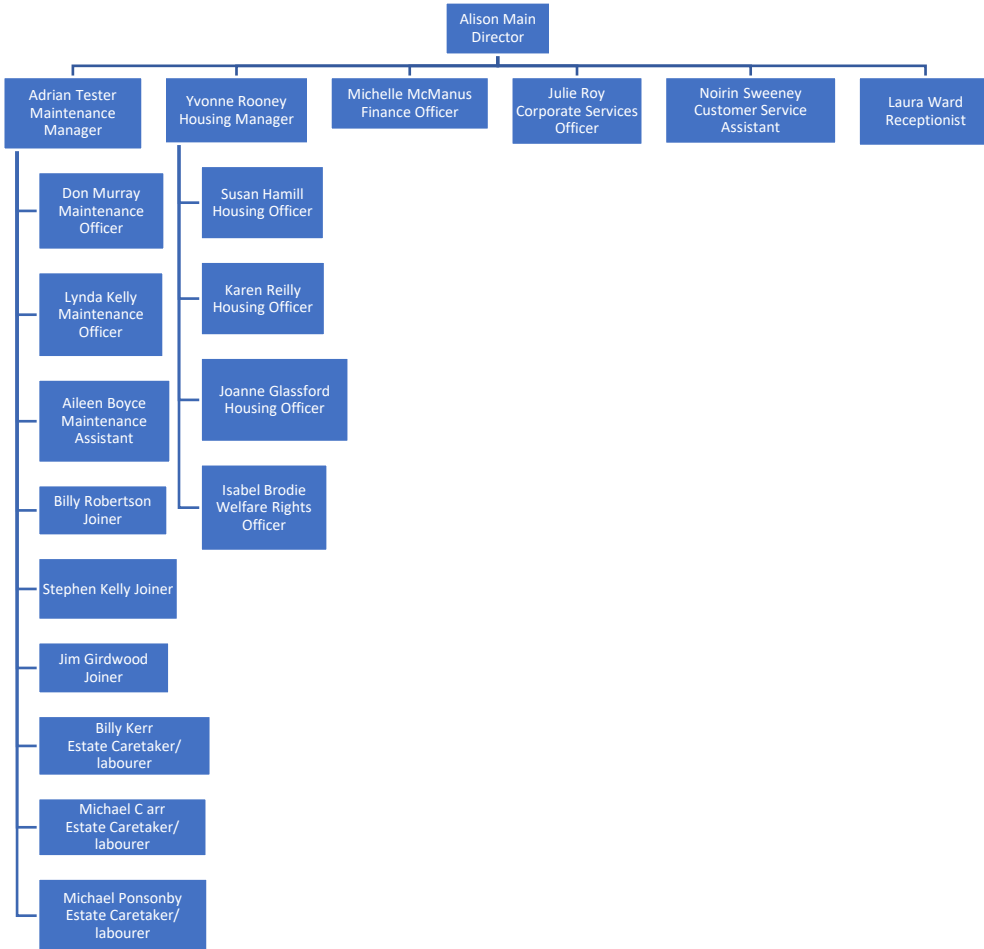 Alison Main
Director
Adrian Tester
Maintenance
Manager
Yvonne Rooney
Housing Manager
Michelle McManus
Finance Officer
Julie Roy
Corporate Services
Officer
Noirin Sweeney
Customer Service
Assistant
Laura Ward
Receptionist
Don Murray
Maintenance
Officer
Lynda Kelly
Maintenance
Officer
Aileen Boyce
Maintenance
Assistant
Billy Robertson
Joiner
Stephen Kelly Joiner
Jim Girdwood
Joiner
Billy Kerr
Estate Caretaker/
labourer
Michael C arr
Estate Caretaker/
labourer
Michael Ponsonby
Estate Caretaker/
labourer
Susan Hamill
Housing Officer
Karen Reilly
Housing Officer
Joanne Glassford
Housing Officer
Isabel Brodie
Welfare Rights
Officer